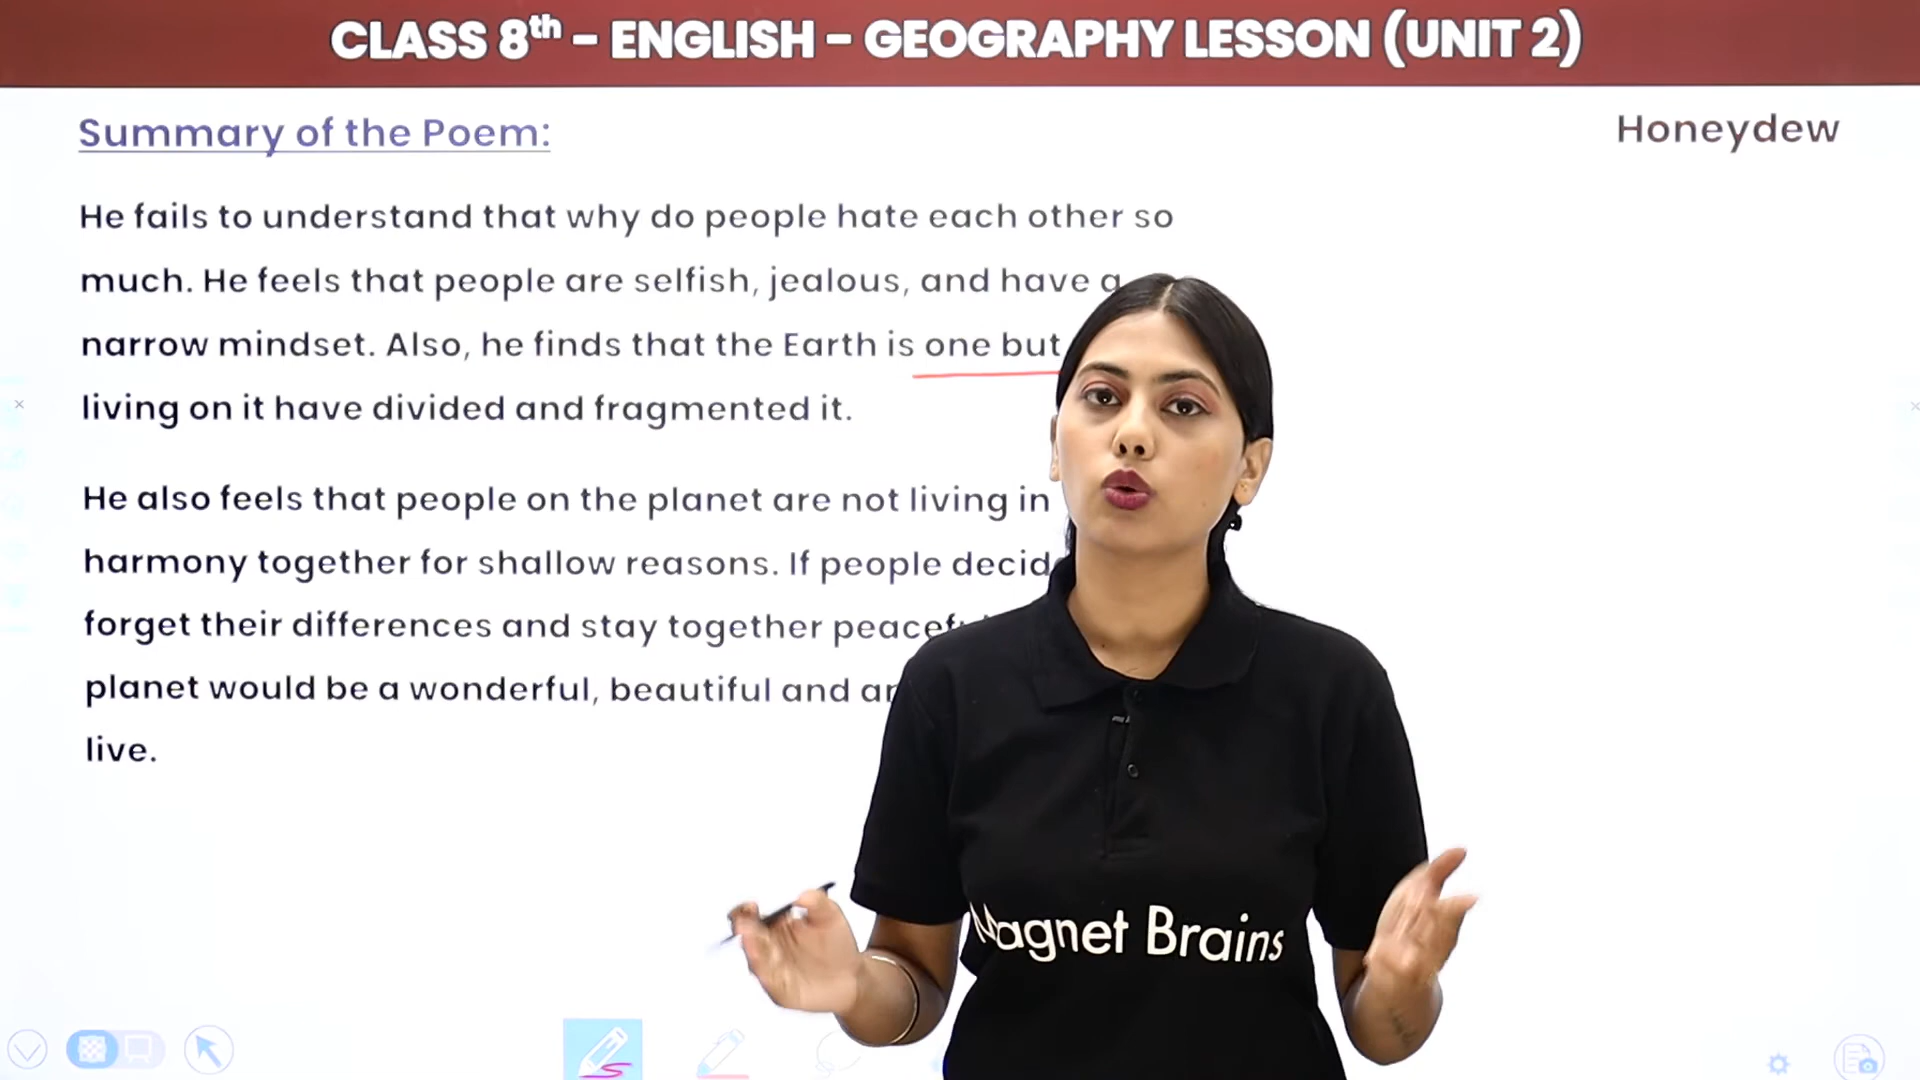 CLASS 8th - ENGLISH - GEOGRAPHY LESSON (UNIT 2)
Summary of the Poem:
Honeydew
He fails to understand that why do people hate each other so
much. He feels that people are selfish, jealous, and have a
narrow mindset. Also, he finds that the Earth is one but
living on it have divided and fragmented it.
He also feels that people on the planet are not living in
harmony together for shallow reasons. If people
forget their differences and stay together
planet would be a wonderful, beautiful and
live.
Magnet Brains